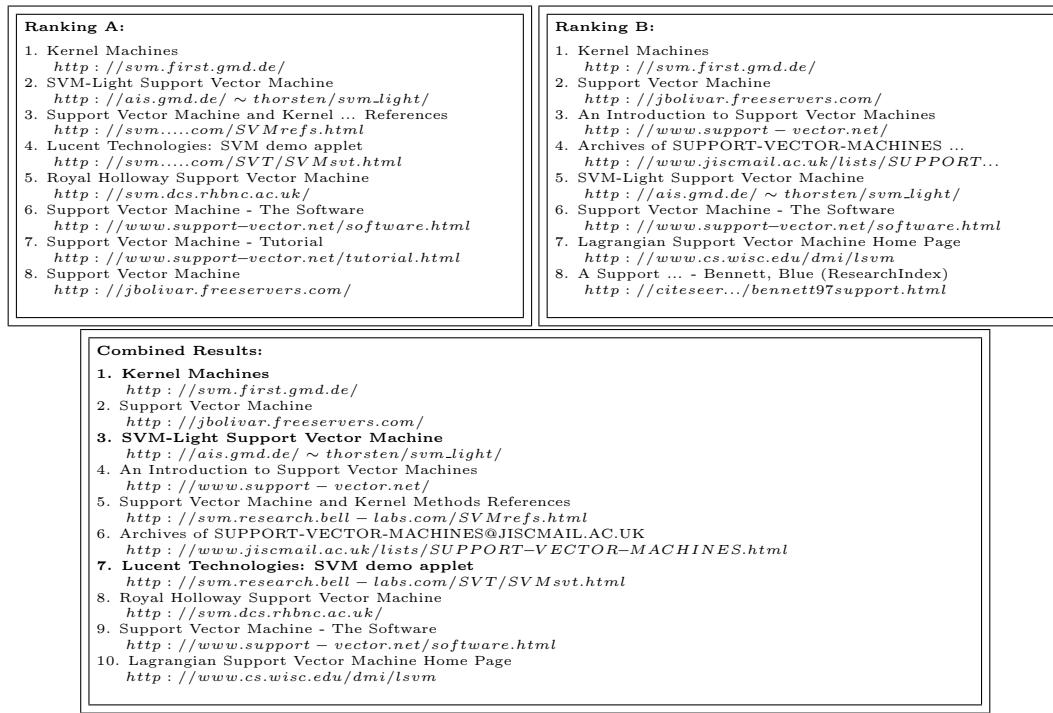 Ranking A:
1. Kernel Machines
http : //svm.first.gmd.de/
2. SVM-Light Support Vector Machine
http : //ais.gmd.de/ ∼ thorsten/svm_light/
3. Support Vector Machine and Kernel ... References
http : //svm.....com/SVMrefs.html
4. Lucent Technologies: SVM demo applet
http : //svm.....com/SVT/SVMsvt.html
5. Royal Holloway Support Vector Machine
http : //svm.dcs.rhbnc.ac.uk/
6. Support Vector Machine - The Software
http : //www.support−vector.net/software.html
7. Support Vector Machine - Tutorial
http : //www.support−vector.net/tutorial.html
8. Support Vector Machine
http : //jbolivar.freeservers.com/
Ranking B:
1. Kernel Machines
http : //svm.first.gmd.de/
2. Support Vector Machine
http : //jbolivar.freeservers.com/
3. An Introduction to Support Vector Machines
http : //www.support − vector.net/
4. Archives of SUPPORT-VECTOR-MACHINES ...
http : //www.jiscmail.ac.uk/lists/SUPPORT...
5. SVM-Light Support Vector Machine
http : //ais.gmd.de/ ∼ thorsten/svm_light/
6. Support Vector Machine - The Software
http : //www.support−vector.net/software.html
7. Lagrangian Support Vector Machine Home Page
http : //www.cs.wisc.edu/dmi/lsvm
8. A Support ... - Bennett, Blue (ResearchIndex)
http : //citeseer.../bennett97support.html
Combined Results:
1. Kernel Machines
http : //svm.first.gmd.de/
2. Support Vector Machine
http : //jbolivar.freeservers.com/
3. SVM-Light Support Vector Machine
http : //ais.gmd.de/ ∼ thorsten/svm_light/
4. An Introduction to Support Vector Machines
http : //www.support − vector.net/
5. Support Vector Machine and Kernel Methods References
http : //svm.research.bell − labs.com/SVMrefs.html
6. Archives of SUPPORT-VECTOR-MACHINES@JISCMAIL.AC.UK
http : //www.jiscmail.ac.uk/lists/SUPPORT−VECTOR−MACHINES.html
7. Lucent Technologies: SVM demo applet
http : //svm.research.bell − labs.com/SVT/SVMsvt.html
8. Royal Holloway Support Vector Machine
http : //svm.dcs.rhbnc.ac.uk/
9. Support Vector Machine - The Software
http : //www.support − vector.net/software.html
10. Lagrangian Support Vector Machine Home Page
http : //www.cs.wisc.edu/dmi/lsvm